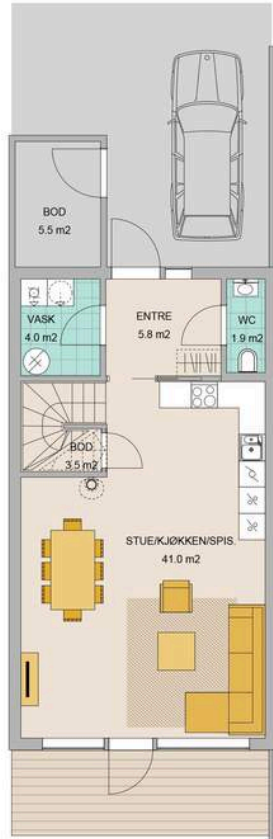 BOD
5.5 m2
VASK
4.0 m2
ENTRE
5.8 m2
WC
1.9 m2
BOD
3.5 m2
STUE/KJØKKEN/SPIS.
41.0 m2